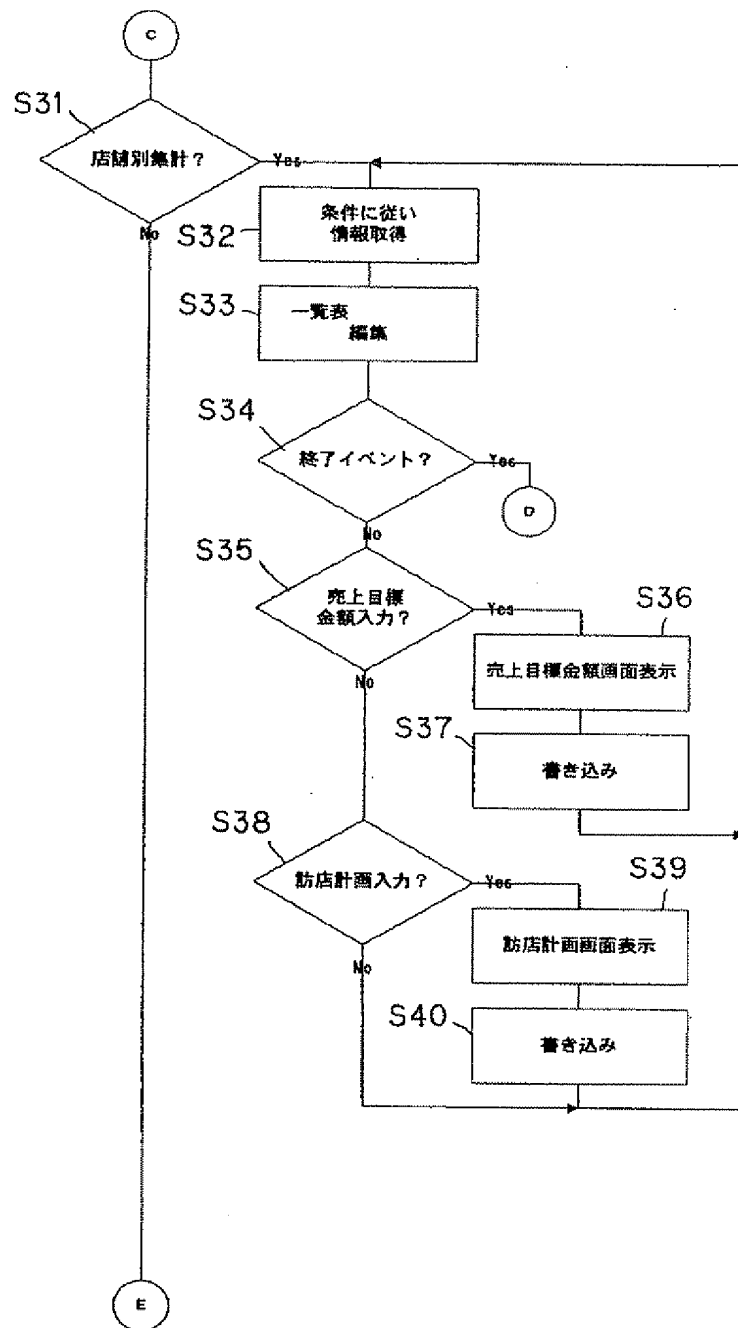 C
S31
店舗別集計？
Yes
No
S32
条件に従い
情報取得
S33
一覧表
編集
S34
終了イベント？
Yes
D
No
S35
売上目標
金額入力？
Yes
No
S36
売上目標金額画面表示
S37
書き込み
S38
訪店計画入力？
Yes
No
S39
訪店計画画面表示
S40
書き込み
E